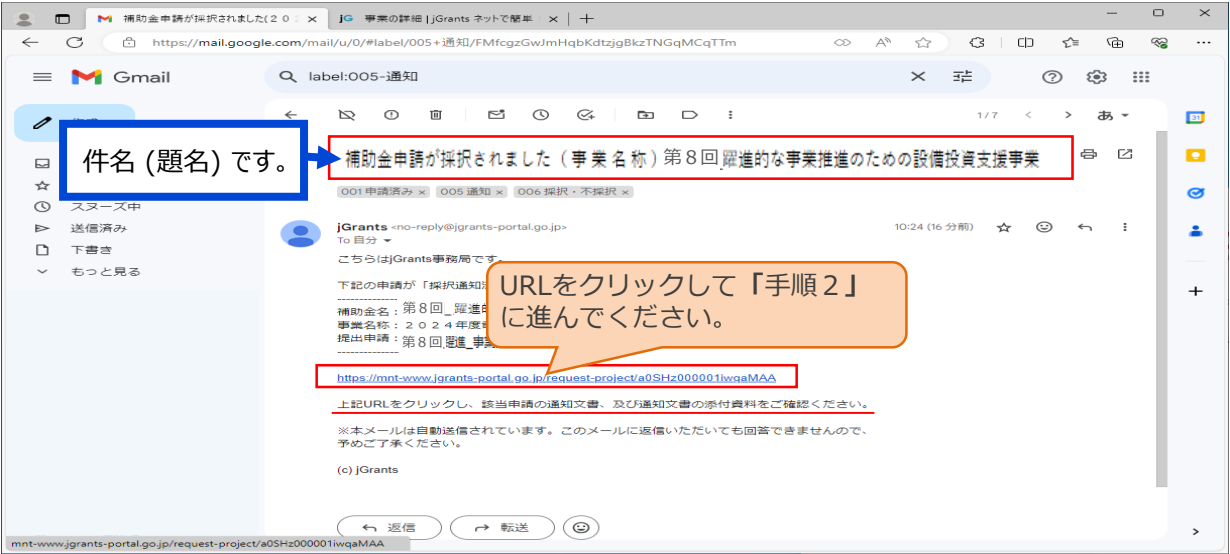 補助金申請が採択されました(２０
事業の詳細 | jGrants ネットで簡単
https://mail.google.com/mail/u/0/#label/005+通知/FMfcgzGwJmHqbKdtzjgBkzTNGqMCqTTm
Gmail
label:005-通知
1/7
あ
31
件名 (題名) です。
補助金申請が採択されました（事業名称）第８回_躍進的な事業推進のための設備投資支援事業
001 申請済み ×
005 通知 ×
006 採択・不採択 ×
スヌーズ中
送信済み
下書き
もっと見る
jGrants <no-reply@jgrants-portal.go.jp>
10:24 (16 分前)
To 自分
こちらはjGrants事務局です。
下記の申請が「採択通知
URLをクリックして「手順２」
に進んでください。
-------------
補助金名：第８回_躍進
事業名称：２０２４年度
提出申請：第８回_躍進_事
-------------
https://mnt-www.jgrants-portal.go.jp/request-project/a0SHz000001iwqaMAA
上記URLをクリックし、該当申請の通知文書、及び通知文書の添付資料をご確認ください。
※本メールは自動送信されています。このメールに返信いただいても回答できませんので、
予めご了承ください。
(c) jGrants
返信
転送
mnt-www.jgrants-portal.go.jp/request-project/a0SHz000001iwqaMAA